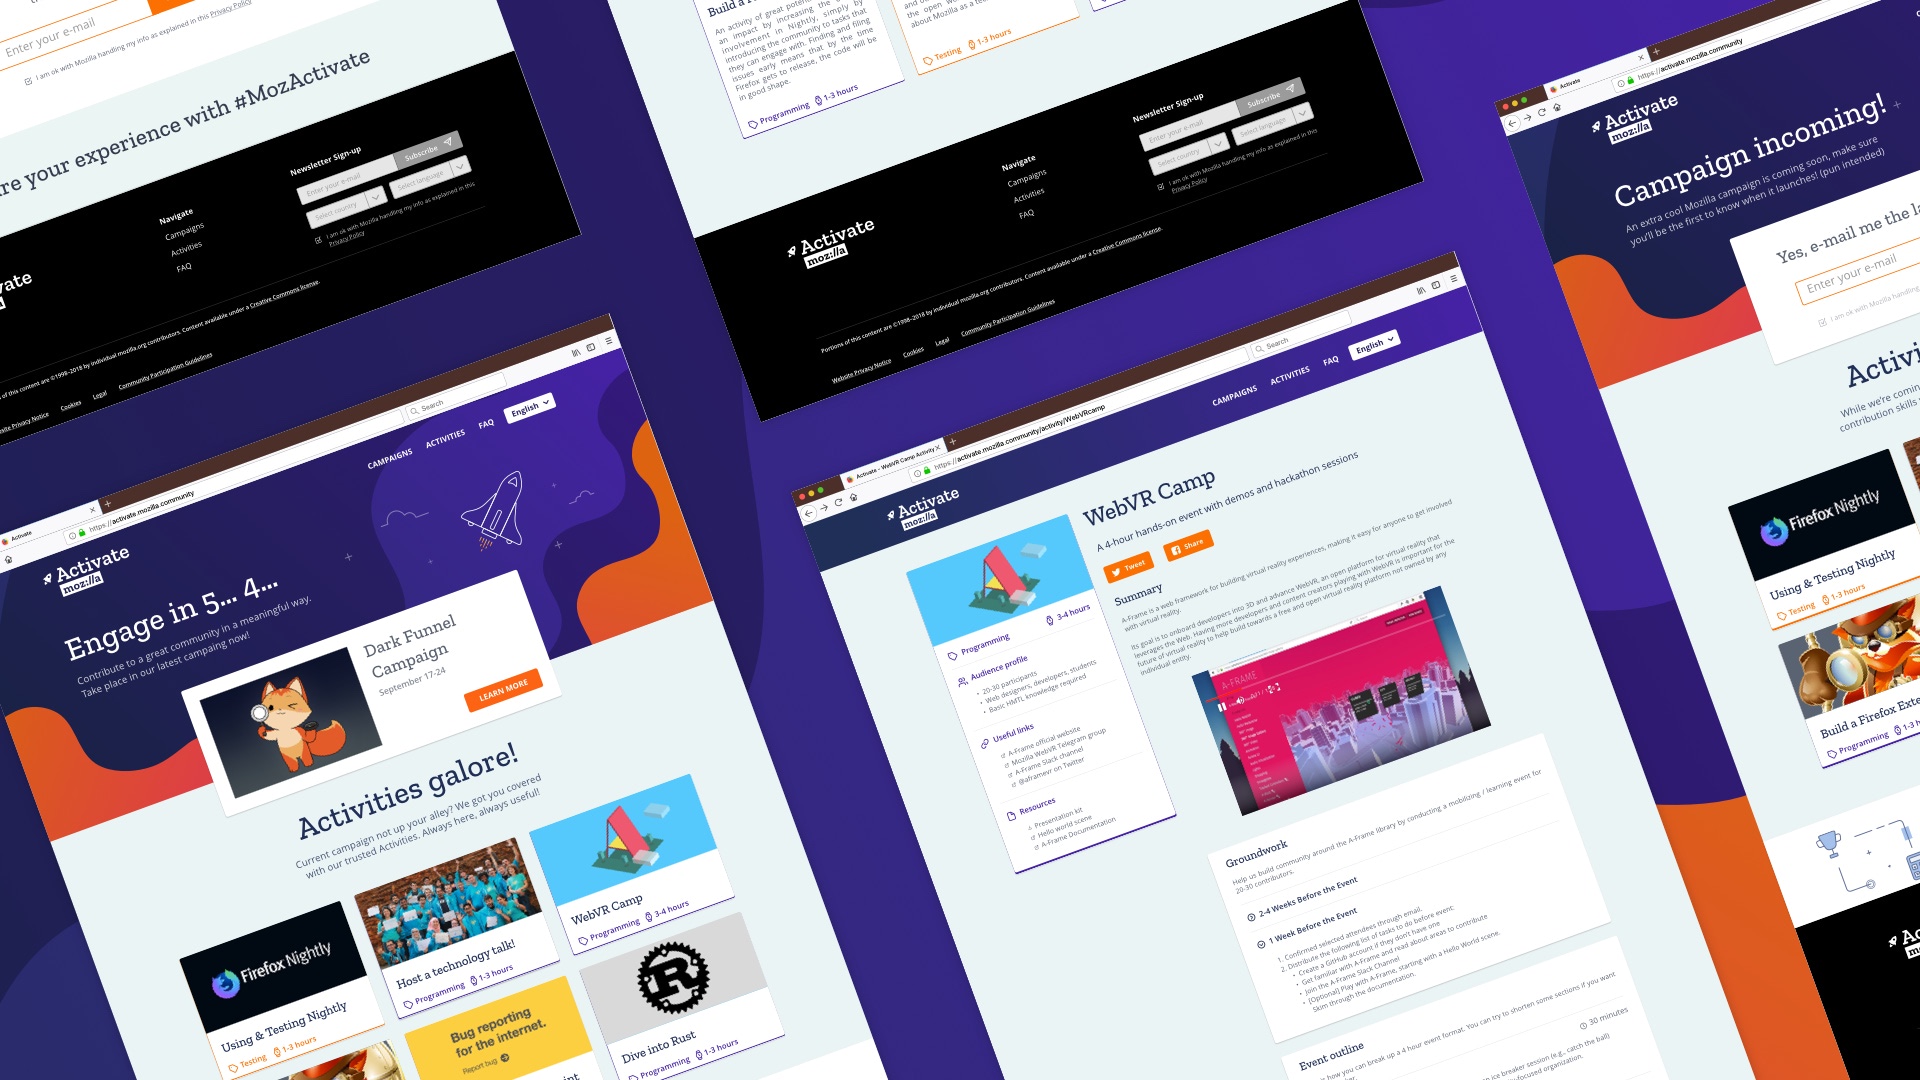 Enter your e-mail
I am ok with Mozilla handling my info as explained in this Privacy Policy
re your experience with #MozActivate
Navigate
Campaigns
Activities
FAQ
Newsletter Sign-up
Enter your e-mail
Subscribe
Select country
Select language
I am ok with Mozilla handling my info as explained in this
Privacy Policy
of this content are ©1998–2018 by individual mozilla.org contributors. Content available under a Creative Commons license.
Website Privacy Notice
Cookies
Legal
Community Participation Guidelines
Activate
https://activate.mozilla.community
Search
Activate
moz://a
CAMPAIGNS
ACTIVITIES
FAQ
English
Engage in 5... 4...
Contribute to a great community in a meaningful way.
Take place in our latest campaing now!
Dark Funnel
Campaign
September 17-24
LEARN MORE
Activities galore!
Current campaign not up your alley? We got you covered
with our trusted Activities. Always here, always useful!
Firefox Nightly
Using & Testing Nightly
Testing
1-3 hours
Host a technology talk!
Programming
1-3 hours
WebVR Camp
Programming
3-4 hours
Bug reporting
for the internet.
Report bug
Dive into Rust
Programming
1-3 hours
An activity of great
an impact by increasing the
involvement in Nightly, simply by
introducing the community to tasks that
they can engage with. Finding and filing
issues early means that by the time
Firefox gets to release, the code will be
in good shape.
Programming
1-3 hours
the open
about Mozilla as a
Testing
1-3 hours
Activate
moz://a
Navigate
Campaigns
Activities
FAQ
Newsletter Sign-up
Enter your e-mail
Subscribe
Select country
Select language
I am ok with Mozilla handling my info as explained in this
Privacy Policy
Portions of this content are ©1998–2018 by individual mozilla.org contributors. Content available under a Creative Commons license.
Website Privacy Notice
Cookies
Legal
Community Participation Guidelines
Activate - WebVR Camp Activity
https://activate.mozilla.community/activity/WebVRcamp
Search
Activate
moz://a
CAMPAIGNS
ACTIVITIES
FAQ
English
WebVR Camp
A 4-hour hands-on event with demos and hackathon sessions
Tweet
Share
Summary
A-Frame is a web framework for building virtual reality experiences, making it easy for anyone to get involved
with virtual reality.
Its goal is to onboard developers into 3D and advance WebVR, an open platform for virtual reality that
leverages the Web. Having more developers and content creators playing with WebVR is important for the
future of virtual reality to help build towards a free and open virtual reality platform not owned by any
individual entity.
A-FRAME
Programming
3-4 hours
Audience profile
20-30 participants
Web designers, developers, students
Basic HMTL knowledge required
Useful links
A-Frame official website
Mozilla WebVR Telegram group
A-Frame Slack channel
@aframevr on Twitter
Resources
Presentation kit
Hello world scene
A-Frame Documentation
Groundwork
Help us build community around the A-Frame library by conducting a mobilizing / learning event for
20-30 contributors.
2-4 Weeks Before the Event
1 Week Before the Event
1. Confirmed selected attendees through email.
2. Distribute the following list of tasks to do before event:
Create a GitHub account if they don't have one
Get familiar with A-Frame and read about areas to contribute
Join the A-Frame Slack Channel
[Optional] Play with A-Frame, starting with a Hello World scene.
Skim through the documentation.
Event outline
how you can break up a 4 hour event format. You can try to shorten some sections if you want
30 minutes
ice breaker session (e.g., catch the ball)
Activate
https://activate.mozilla.community
Activate
moz://a
Campaign incoming!
An extra cool Mozilla campaign is coming soon, make sure
you'll be the first to know when it launches! (pun intended)
Yes, e-mail me the la
Enter your e-mail
I am ok with Mozilla handling
Activi
While we're comin
contribution skills
Firefox Nightly
Using & Testing Nightly
Testing
1-3 hours
Build a Firefox Exte
Programming